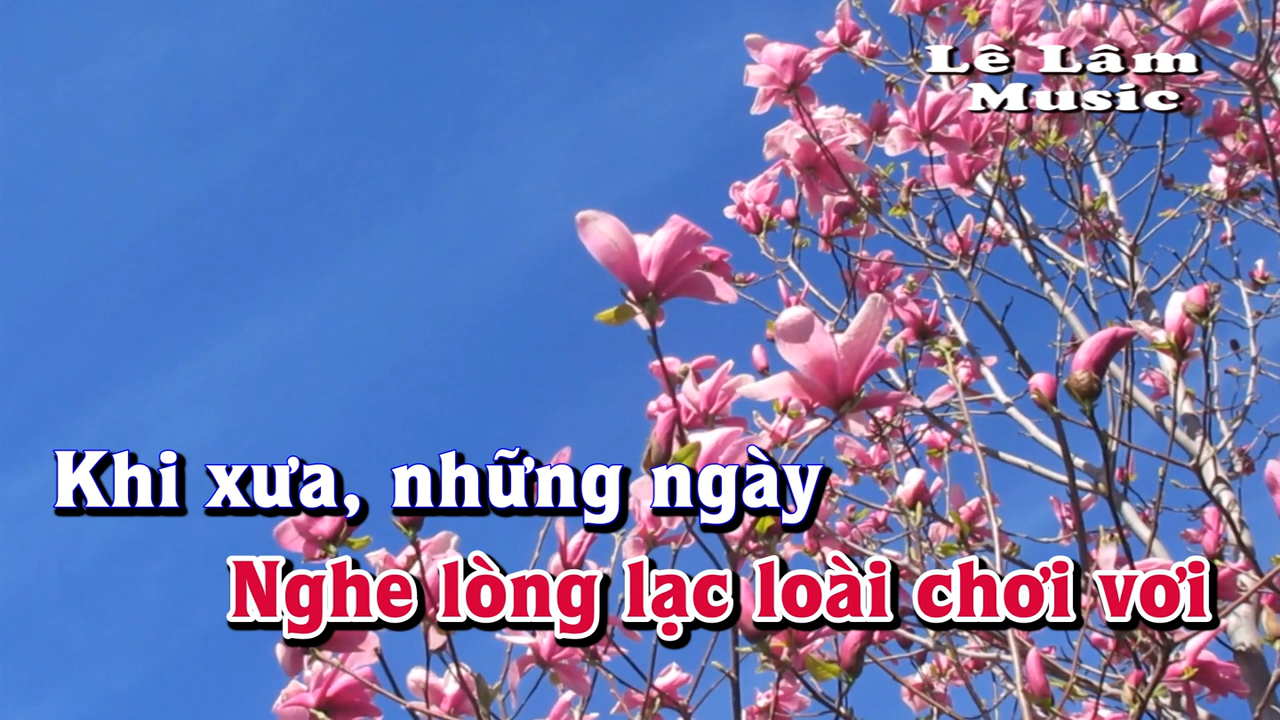 Lê Lâm
Music
Khi xưa, những ngày
Nghe lòng lạc loài chơi vơi